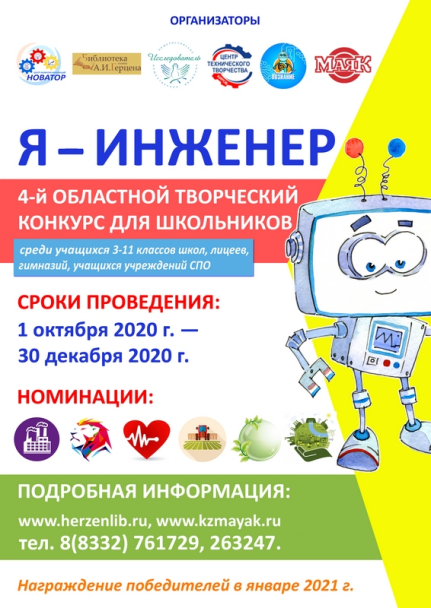 ОРГАНИЗАТОРЫ
НОВАТОР
Библиотека
А.И.Герцена
Исследователь
ЦЕНТР
ТЕХНИЧЕСКОГО
ТВОРЧЕСТВА
ПОЗНАНИЕ
МАЯК
Я – ИНЖЕНЕР
4-й ОБЛАСТНОЙ ТВОРЧЕСКИЙ
КОНКУРС ДЛЯ ШКОЛЬНИКОВ
среди учащихся 3-11 классов школ, лицеев,
гимназий, учащихся учреждений СПО
СРОКИ ПРОВЕДЕНИЯ:
1 октября 2020 г. —
30 декабря 2020 г.
НОМИНАЦИИ:
ПОДРОБНАЯ ИНФОРМАЦИЯ:
www.herzenlib.ru, www.kzmayak.ru
тел. 8(8332) 761729, 263247.
Награждение победителей в январе 2021 г.